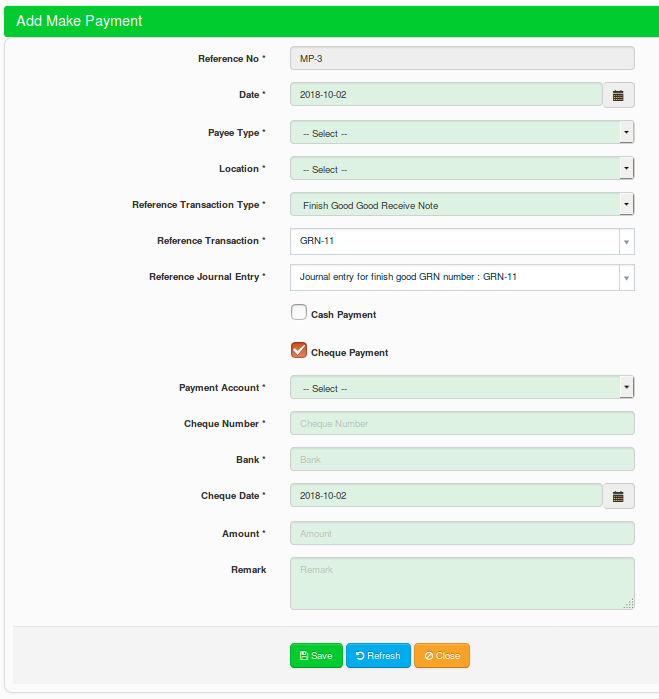 Add Make Payment
Reference No * MP-3
Date * 2018-10-02
Payee Type * -- Select --
Location * -- Select --
Reference Transaction Type * Finish Good Good Receive Note
Reference Transaction * GRN-11
Reference Journal Entry * Journal entry for finish good GRN number : GRN-11
Cash Payment
Cheque Payment
Payment Account * -- Select --
Cheque Number * Cheque Number
Bank * Bank
Cheque Date * 2018-10-02
Amount * Amount
Remark Remark
Save Refresh Close